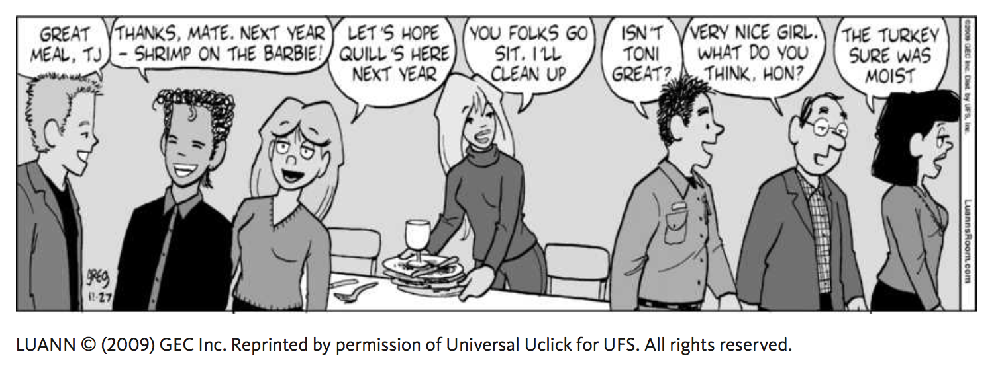 GREAT
MEAL, TJ
THANKS, MATE. NEXT YEAR
– SHRIMP ON THE BARBIE!
LET'S HOPE
QUILL'S HERE
NEXT YEAR
YOU FOLKS GO
SIT. I'LL
CLEAN UP
ISN'T
TONI
GREAT?
VERY NICE GIRL.
WHAT DO YOU
THINK, HON?
THE TURKEY
SURE WAS
MOIST
GREG
11-27
©2009 GEC Inc. Dist. by UFS, Inc.
LuannsRoom.com
LUANN © (2009) GEC Inc. Reprinted by permission of Universal Uclick for UFS. All rights reserved.